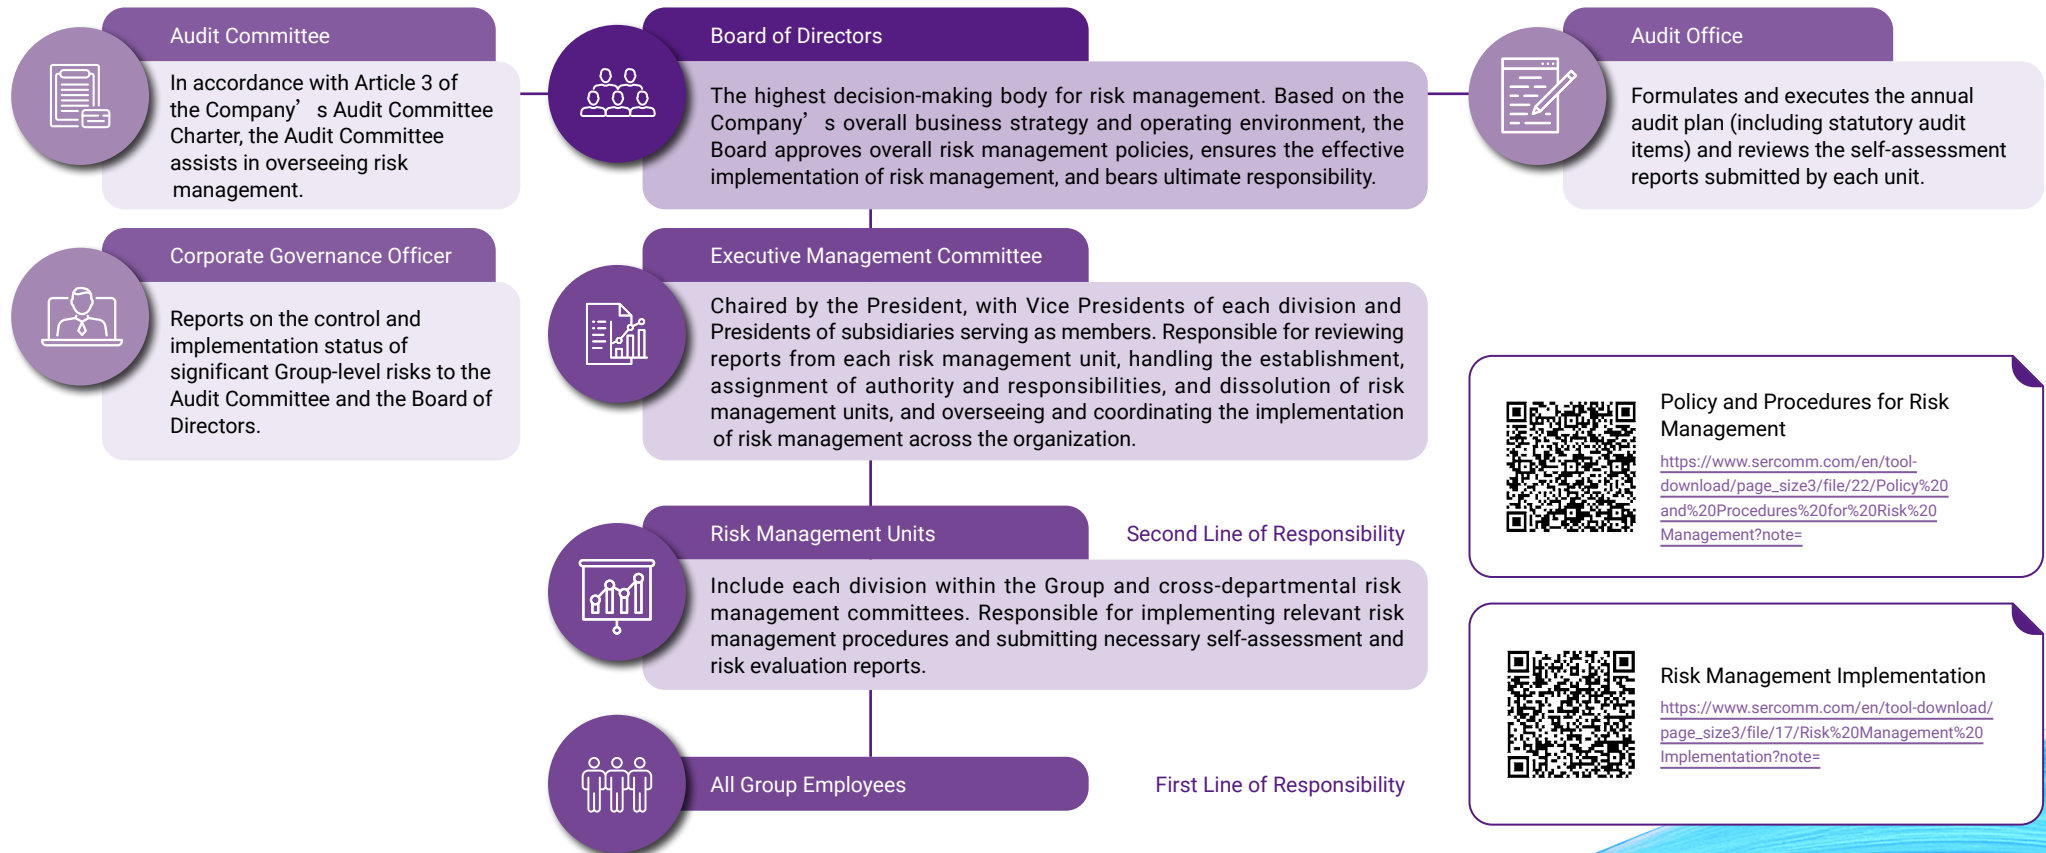 Audit Committee
In accordance with Article 3 of
the Company’s Audit Committee
Charter, the Audit Committee
assists in overseeing risk
management.
Board of Directors
The highest decision-making body for risk management. Based on the
Company’s overall business strategy and operating environment, the
Board approves overall risk management policies, ensures the effective
implementation of risk management, and bears ultimate responsibility.
Audit Office
Formulates and executes the annual
audit plan (including statutory audit
items) and reviews the self-assessment
reports submitted by each unit.
Corporate Governance Officer
Reports on the control and
implementation status of
significant Group-level risks to the
Audit Committee and the Board of
Directors.
Executive Management Committee
Chaired by the President, with Vice Presidents of each division and
Presidents of subsidiaries serving as members. Responsible for reviewing
reports from each risk management unit, handling the establishment,
assignment of authority and responsibilities, and dissolution of risk
management units, and overseeing and coordinating the implementation
of risk management across the organization.
Policy and Procedures for Risk
Management
https://www.sercomm.com/en/tool-
download/page_size3/file/22/Policy%20
and%20Procedures%20for%20Risk%20
Management?note=
Risk Management Units
Second Line of Responsibility
Include each division within the Group and cross-departmental risk
management committees. Responsible for implementing relevant risk
management procedures and submitting necessary self-assessment and
risk evaluation reports.
Risk Management Implementation
https://www.sercomm.com/en/tool-download/
page_size3/file/17/Risk%20Management%20
Implementation?note=
All Group Employees
First Line of Responsibility